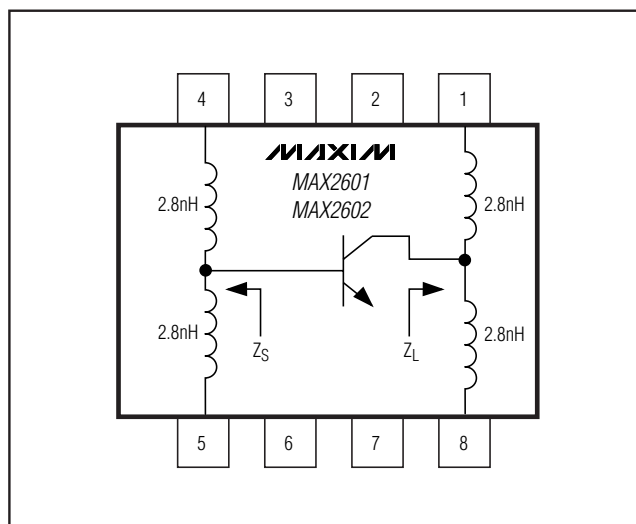 4 3 2 1
MAXIM
MAX2601
MAX2602
2.8nH 2.8nH
2.8nH 2.8nH
ZS ZL
5 6 7 8